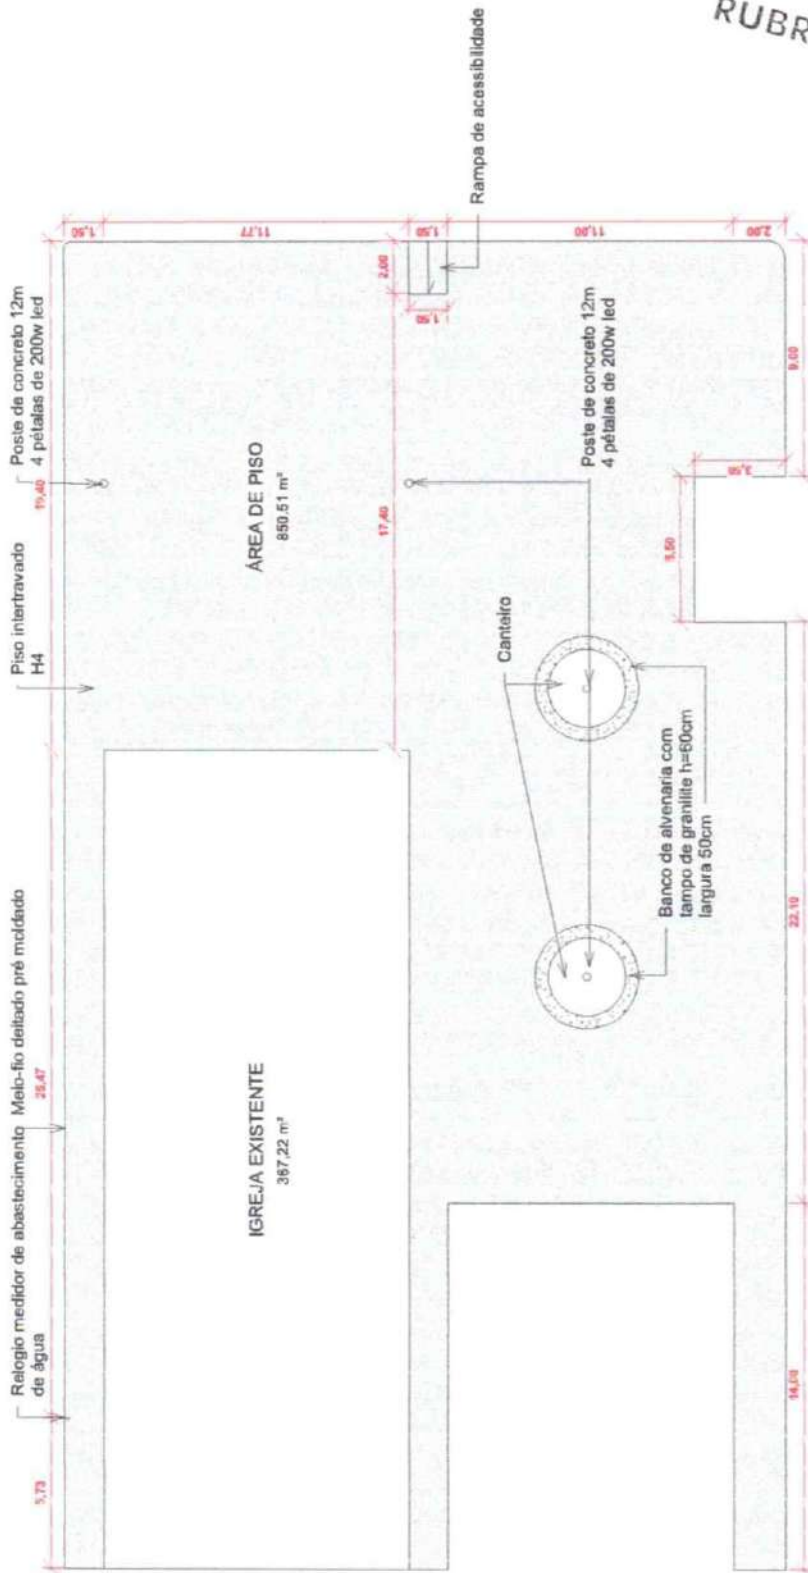 RUBR
Relogio medidor de abastecimento
de água
Meio-fio deitado pré moldado
Piso intertravado
H4
Poste de concreto 12m
4 pétalas de 200w led
5,73
25,47
19,40
ÁREA DE PISO
850.51 m²
IGREJA EXISTENTE
367,22 m²
17,40
2,00
1,50
11,77
1,50
11,00
2,00
Rampa de acessibilidade
Poste de concreto 12m
4 pétalas de 200w led
Canteiro
Banco de alvenaria com
tampo de granilite h=60cm
largura 50cm
5,50
14,00
22,10
9,00